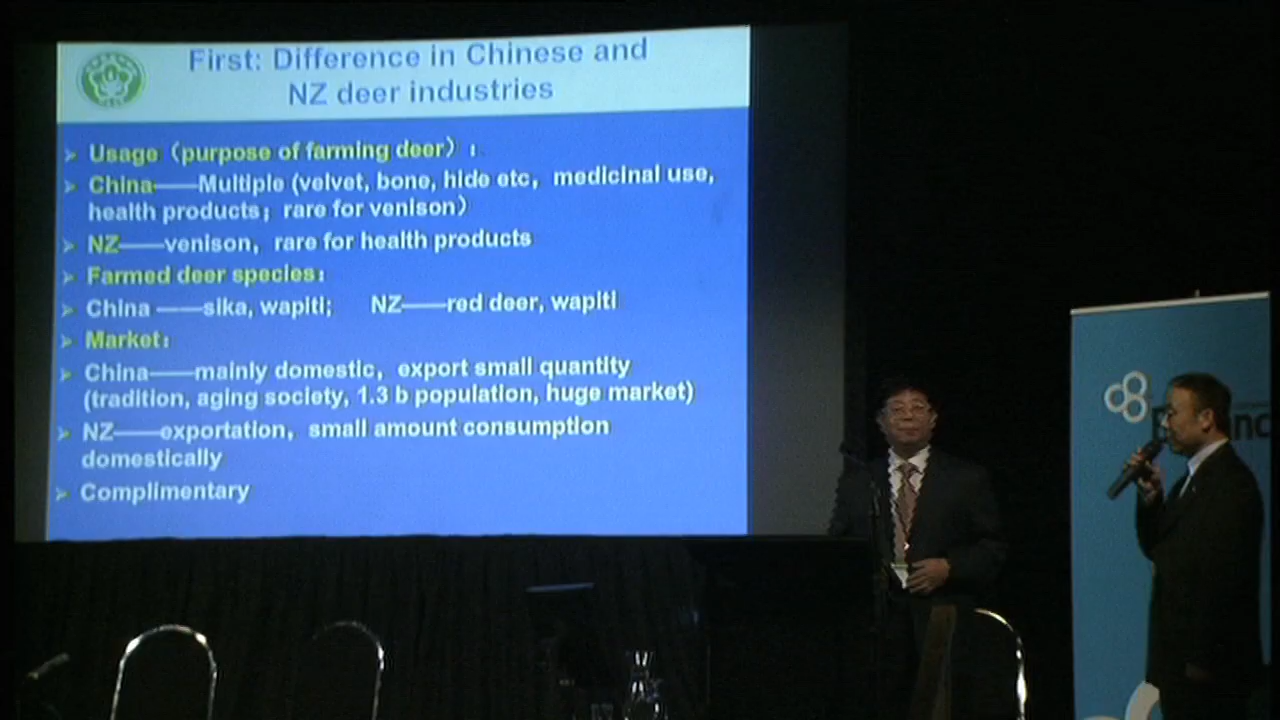 First: Difference in Chinese and
NZ deer industries
➢ Usage（purpose of farming deer）：
➢ China——Multiple (velvet, bone, hide etc，medicinal use,
health products；rare for venison）
➢ NZ——venison，rare for health products
➢ Farmed deer species：
➢ China ——sika, wapiti; NZ——red deer, wapiti
➢ Market：
➢ China——mainly domestic，export small quantity
(tradition, aging society, 1.3 b population, huge market)
➢ NZ——exportation，small amount consumption
domestically
➢ Complimentary